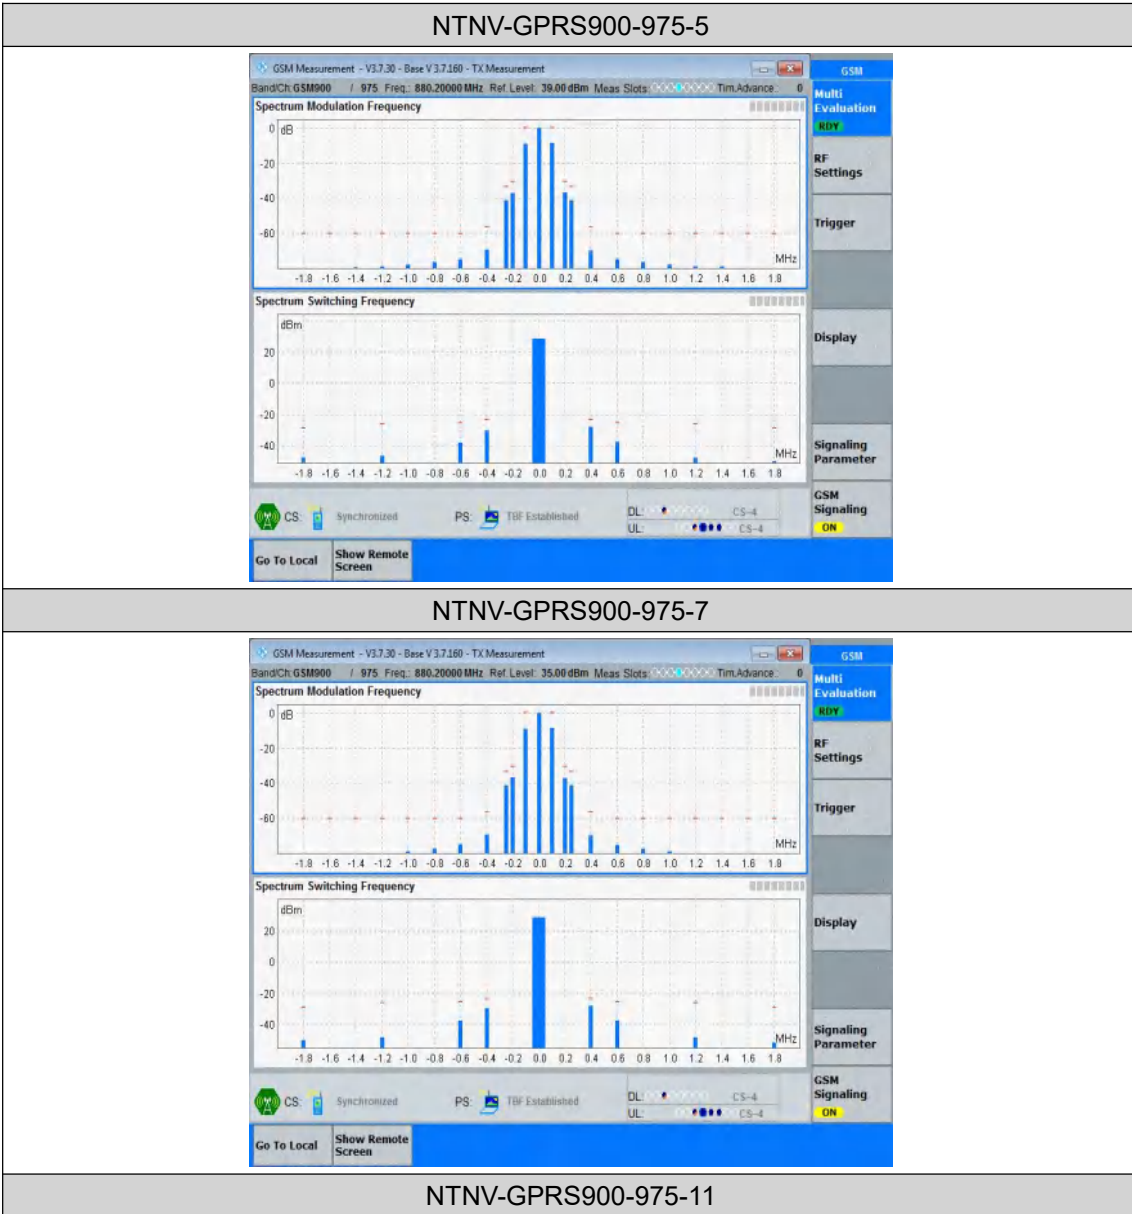 NTNV-GPRS900-975-5
GSM Measurement - V3.7.30 - Base V 3.7.160 - TX Measurement
GSM
Band/Ch: GSM900 / 975 Freq.: 880.20000 MHz Ref. Level: 39.00 dBm Meas Slots: Tim.Advance: 0
Multi Evaluation
RDY
Spectrum Modulation Frequency
0 dB
-20
-40
-60
MHz
-1.8 -1.6 -1.4 -1.2 -1.0 -0.8 -0.6 -0.4 -0.2 0.0 0.2 0.4 0.6 0.8 1.0 1.2 1.4 1.6 1.8
RF Settings
Trigger
Spectrum Switching Frequency
dBm
20
0
-20
-40
MHz
-1.8 -1.6 -1.4 -1.2 -1.0 -0.8 -0.6 -0.4 -0.2 0.0 0.2 0.4 0.6 0.8 1.0 1.2 1.4 1.6 1.8
Display
Signaling Parameter
CS: Synchronized PS: TBF Established DL: CS-4
UL: CS-4
GSM Signaling
ON
Go To Local
Show Remote Screen
NTNV-GPRS900-975-7
GSM Measurement - V3.7.30 - Base V 3.7.160 - TX Measurement
GSM
Band/Ch: GSM900 / 975 Freq.: 880.20000 MHz Ref. Level: 35.00 dBm Meas Slots: Tim.Advance: 0
Multi Evaluation
RDY
Spectrum Modulation Frequency
0 dB
-20
-40
-60
MHz
-1.8 -1.6 -1.4 -1.2 -1.0 -0.8 -0.6 -0.4 -0.2 0.0 0.2 0.4 0.6 0.8 1.0 1.2 1.4 1.6 1.8
RF Settings
Trigger
Spectrum Switching Frequency
dBm
20
0
-20
-40
MHz
-1.8 -1.6 -1.4 -1.2 -1.0 -0.8 -0.6 -0.4 -0.2 0.0 0.2 0.4 0.6 0.8 1.0 1.2 1.4 1.6 1.8
Display
Signaling Parameter
CS: Synchronized PS: TBF Established DL: CS-4
UL: CS-4
GSM Signaling
ON
Go To Local
Show Remote Screen
NTNV-GPRS900-975-11